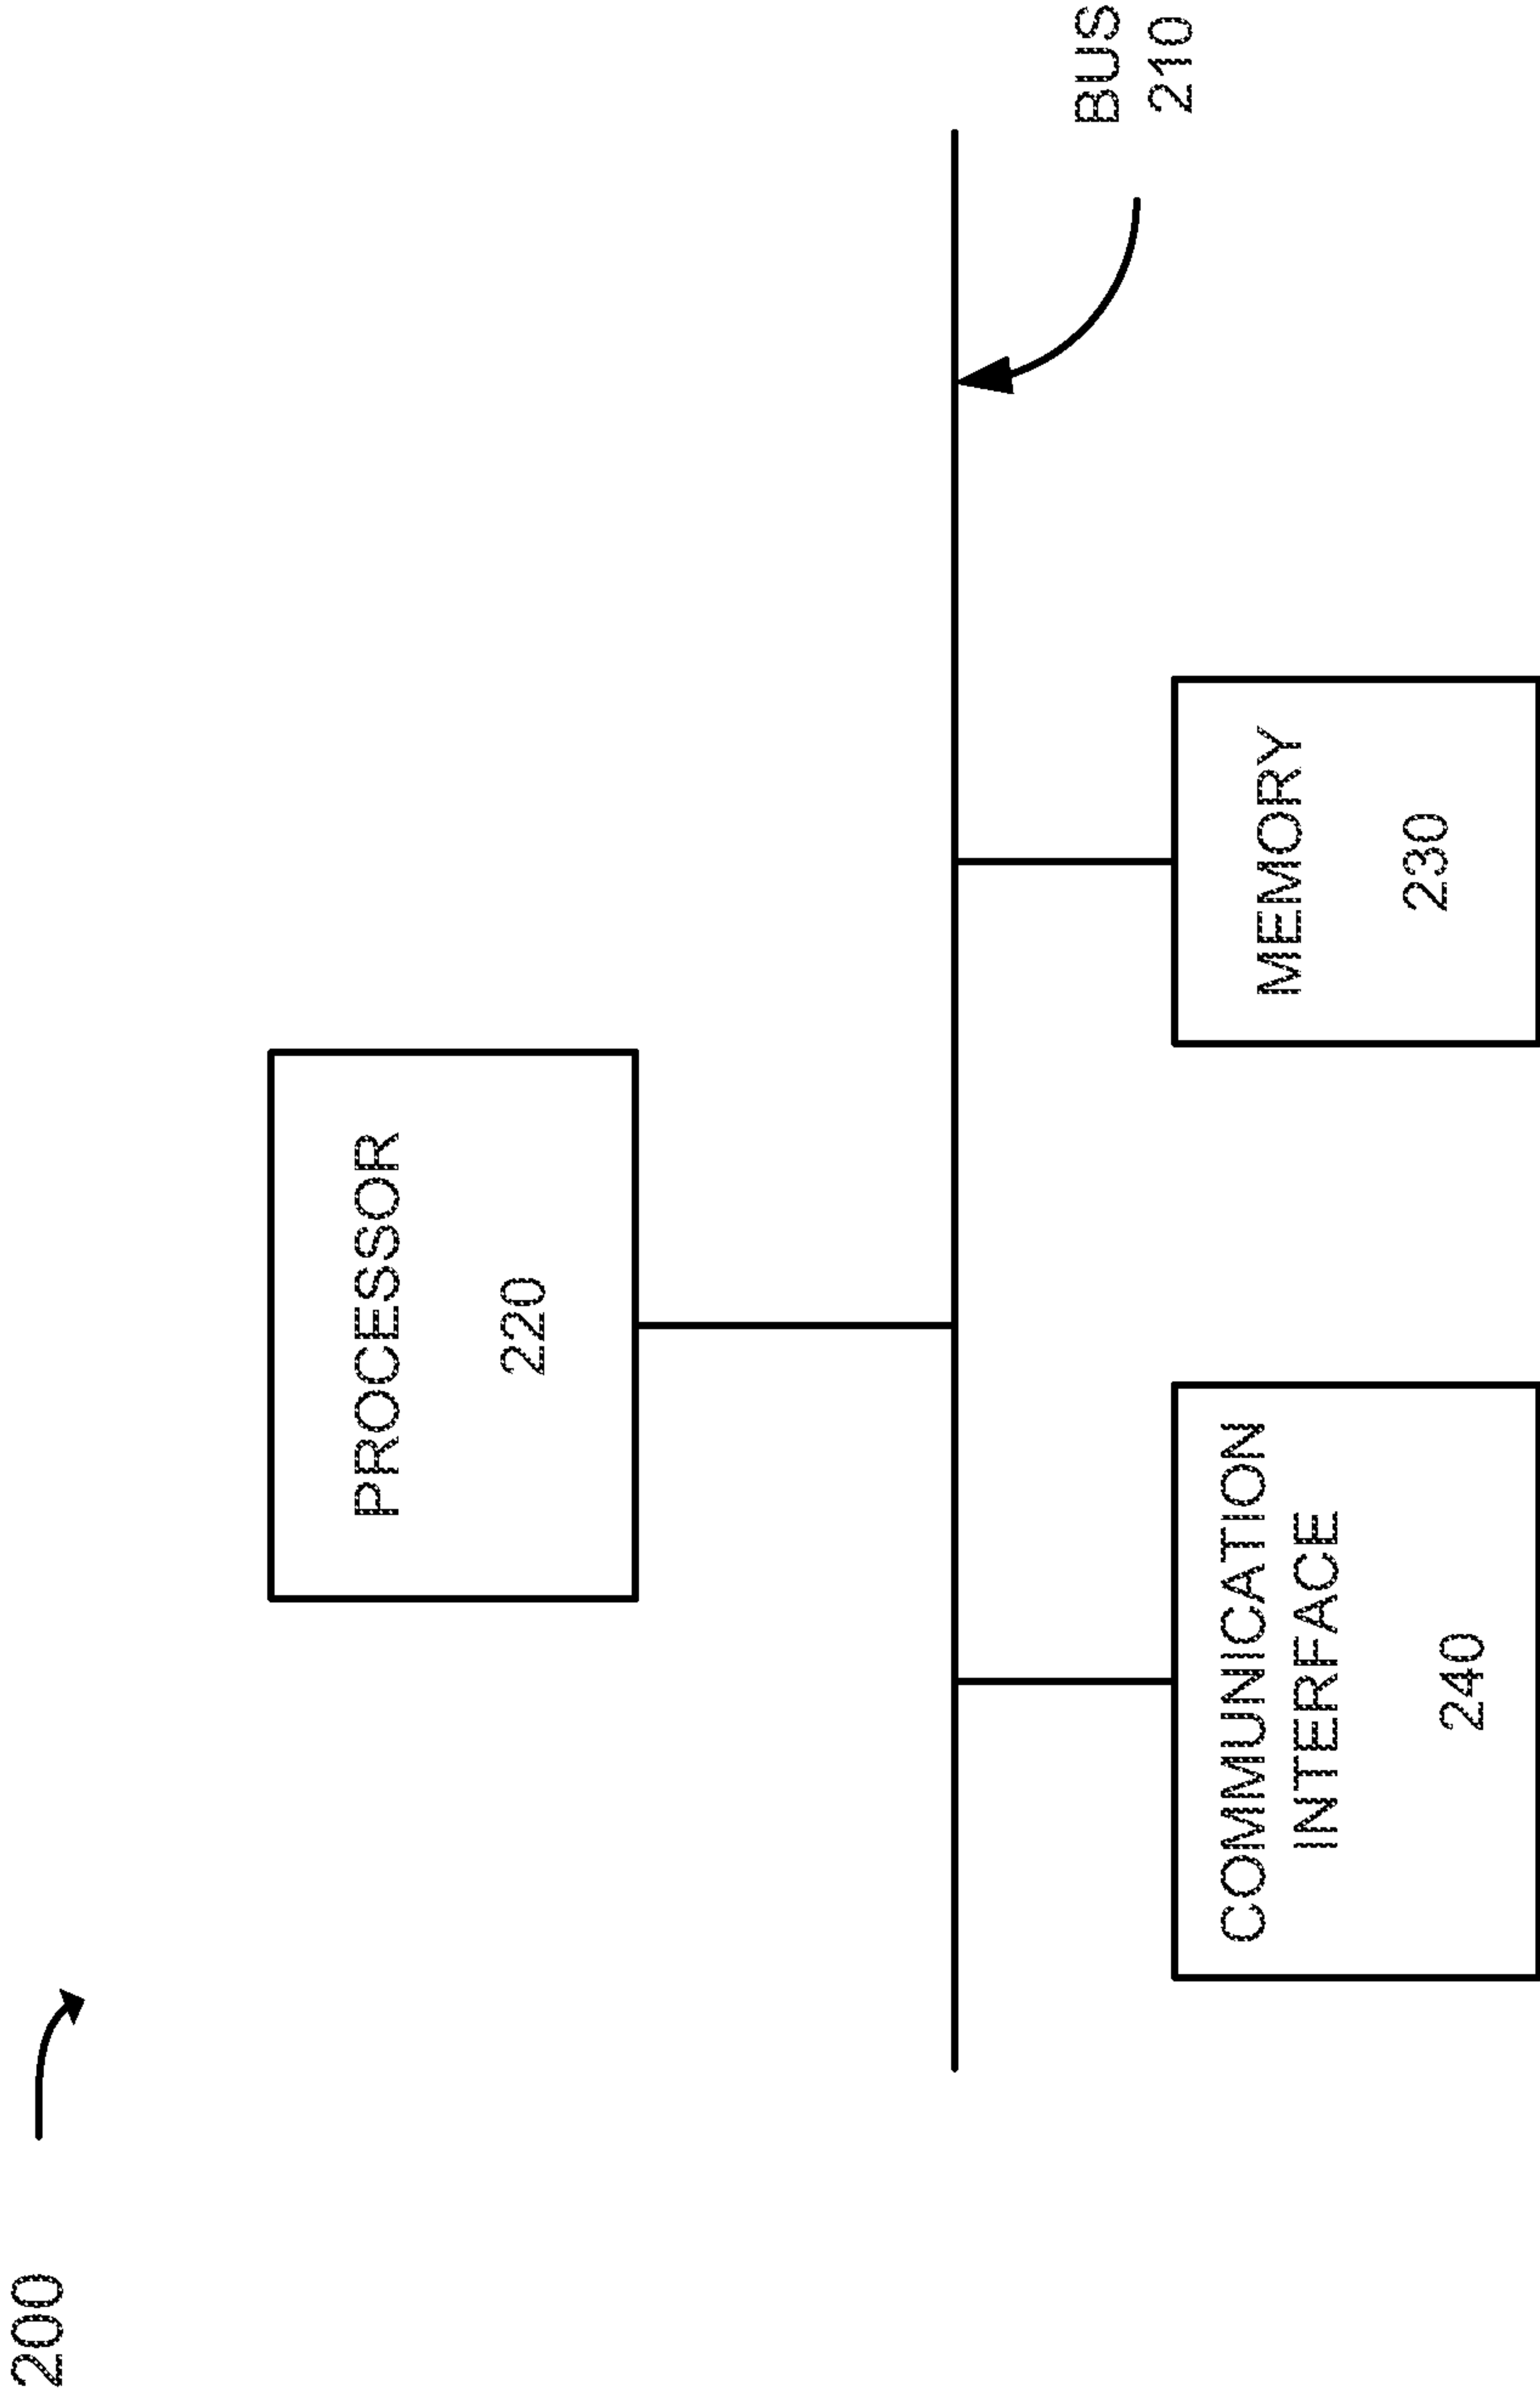 200
PROCESSOR
220
BUS
210
COMMUNICATION
INTERFACE
240
MEMORY
230